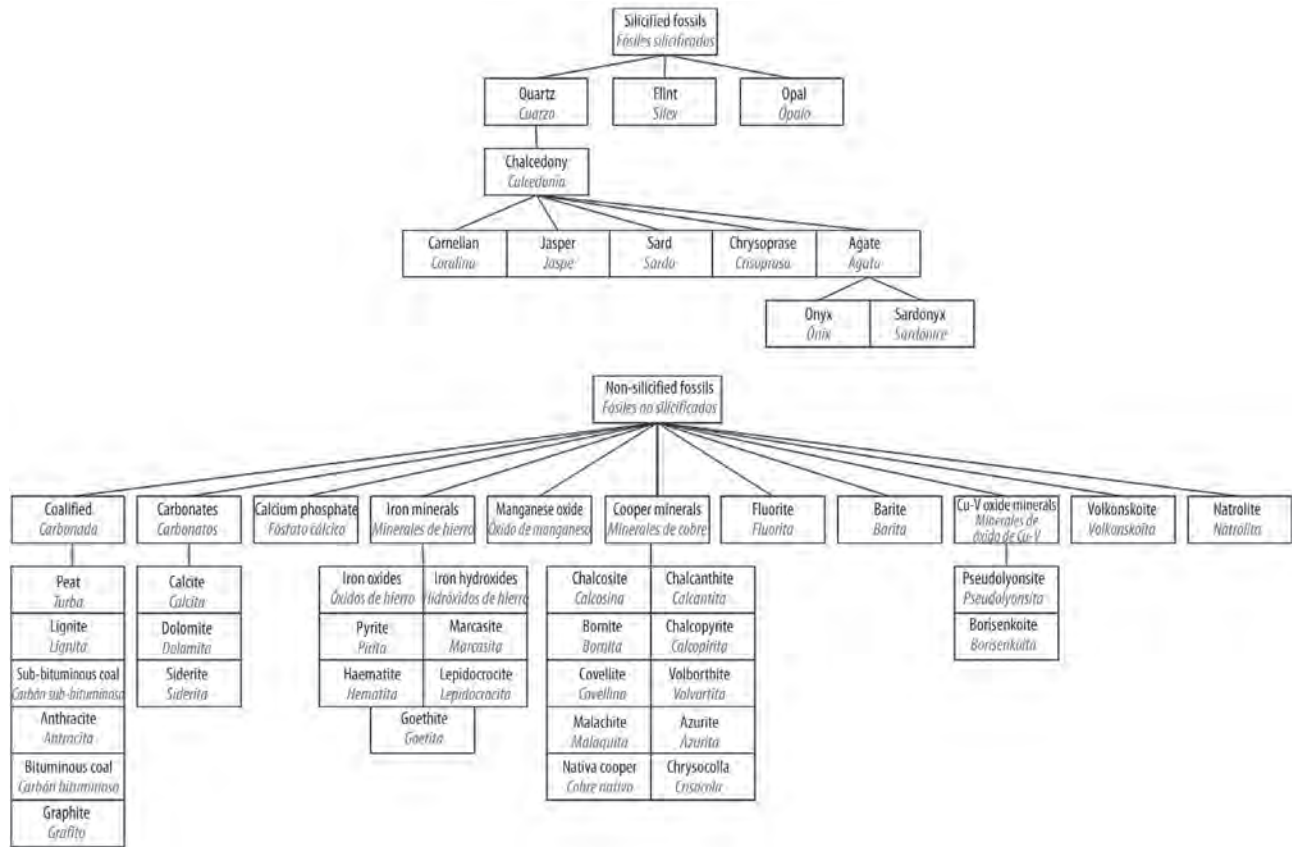 Silicified fossils
Fósiles silicificados
Quartz
Cuarzo
Flint
Sílex
Opal
Ópalo
Chalcedony
Calcedonia
Carnelian
Coralina
Jasper
Jaspe
Sard
Sardo
Chrysoprase
Crisoprasa
Agate
Ágata
Onyx
Ónix
Sardonyx
Sardonice
Non-silicified fossils
Fósiles no silicificados
Coalified
Carbonada
Carbonates
Carbonatos
Calcium phosphate
Fósfato cálcico
Iron minerals
Minerales de hierro
Manganese oxide
Óxido de manganeso
Cooper minerals
Minerales de cobre
Fluorite
Fluorita
Barite
Barita
Cu-V oxide minerals
Minerales de
óxido de Cu-V
Volkonskoite
Volkonskoíta
Natrolite
Natrolita
Peat
Turba
Lignite
Lignita
Sub-bituminous coal
Carbón sub-bituminoso
Anthracite
Antracita
Bituminous coal
Carbón bituminoso
Graphite
Grafito
Calcite
Calcita
Dolomite
Dolomita
Siderite
Siderita
Iron oxides
Óxidos de hierro
Iron hydroxides
Hidróxidos de hierro
Pyrite
Pirita
Marcasite
Marcasita
Haematite
Hematita
Lepidocrocite
Lepidocrocita
Goethite
Goetita
Chalcosite
Calcosina
Chalcanthite
Calcantita
Bornite
Bornita
Chalcopyrite
Calcopirita
Covellite
Covellina
Volborthite
Volvortita
Malachite
Malaquita
Azurite
Azurita
Nativa cooper
Cobre nativo
Chrysocolla
Crisocola
Pseudolyonsite
Pseudolyonsita
Borisenkoite
Borisenkoíta